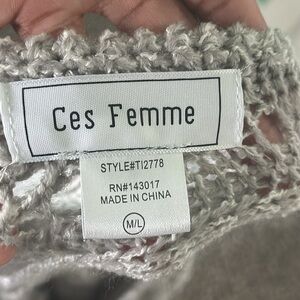 Ces Femme
STYLE#TI2778
RN#143017
MADE IN CHINA
M/L